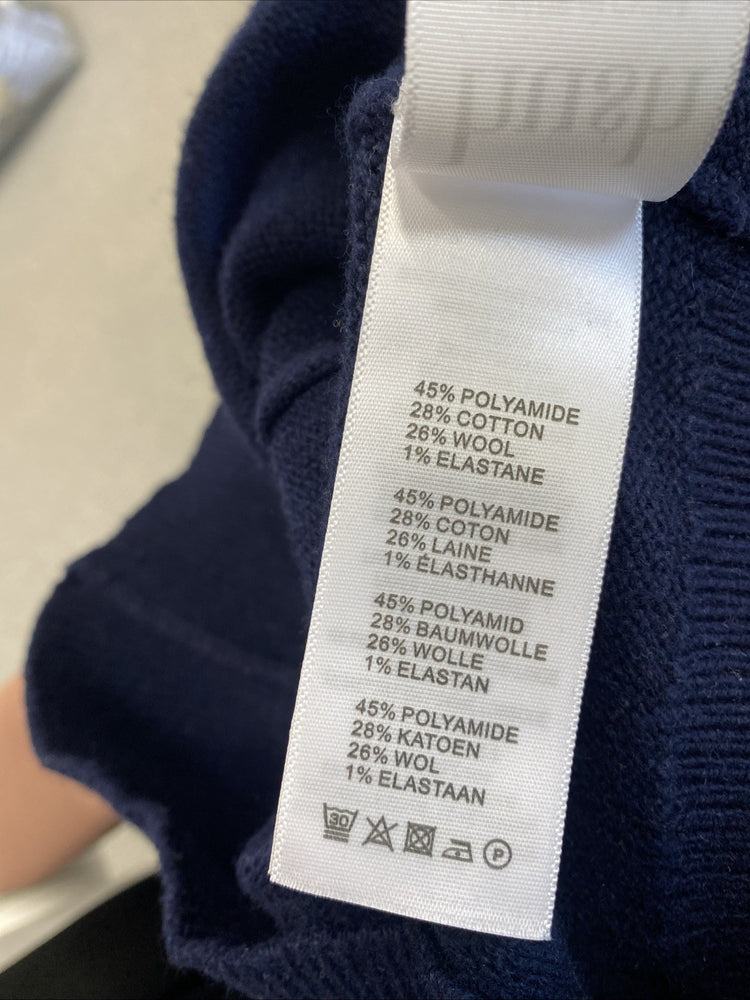 45% POLYAMIDE
28% COTTON
26% WOOL
1% ELASTANE
45% POLYAMIDE
28% COTON
26% LAINE
1% ÉLASTHANNE
45% POLYAMID
28% BAUMWOLLE
26% WOLLE
1% ELASTAN
45% POLYAMIDE
28% KATOEN
26% WOL
1% ELASTAAN
30
P